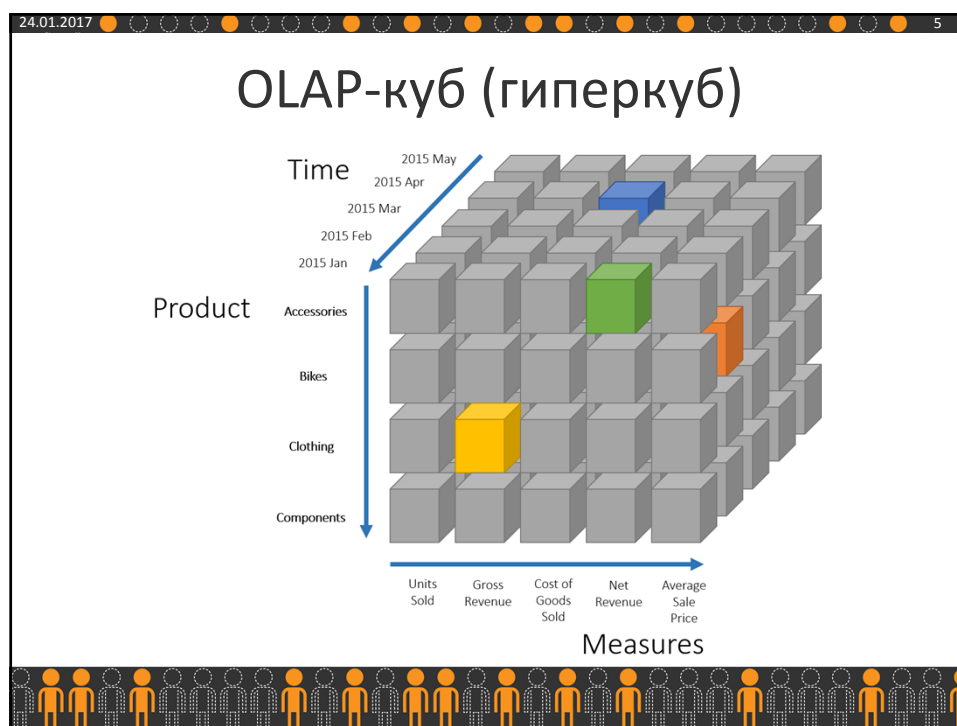 24.01.2017
5
OLAP-куб (гиперкуб)
Time
2015 May
2015 Apr
2015 Mar
2015 Feb
2015 Jan
Product
Accessories
Bikes
Clothing
Components
Units
Sold
Gross
Revenue
Cost of
Goods
Sold
Net
Revenue
Average
Sale
Price
Measures